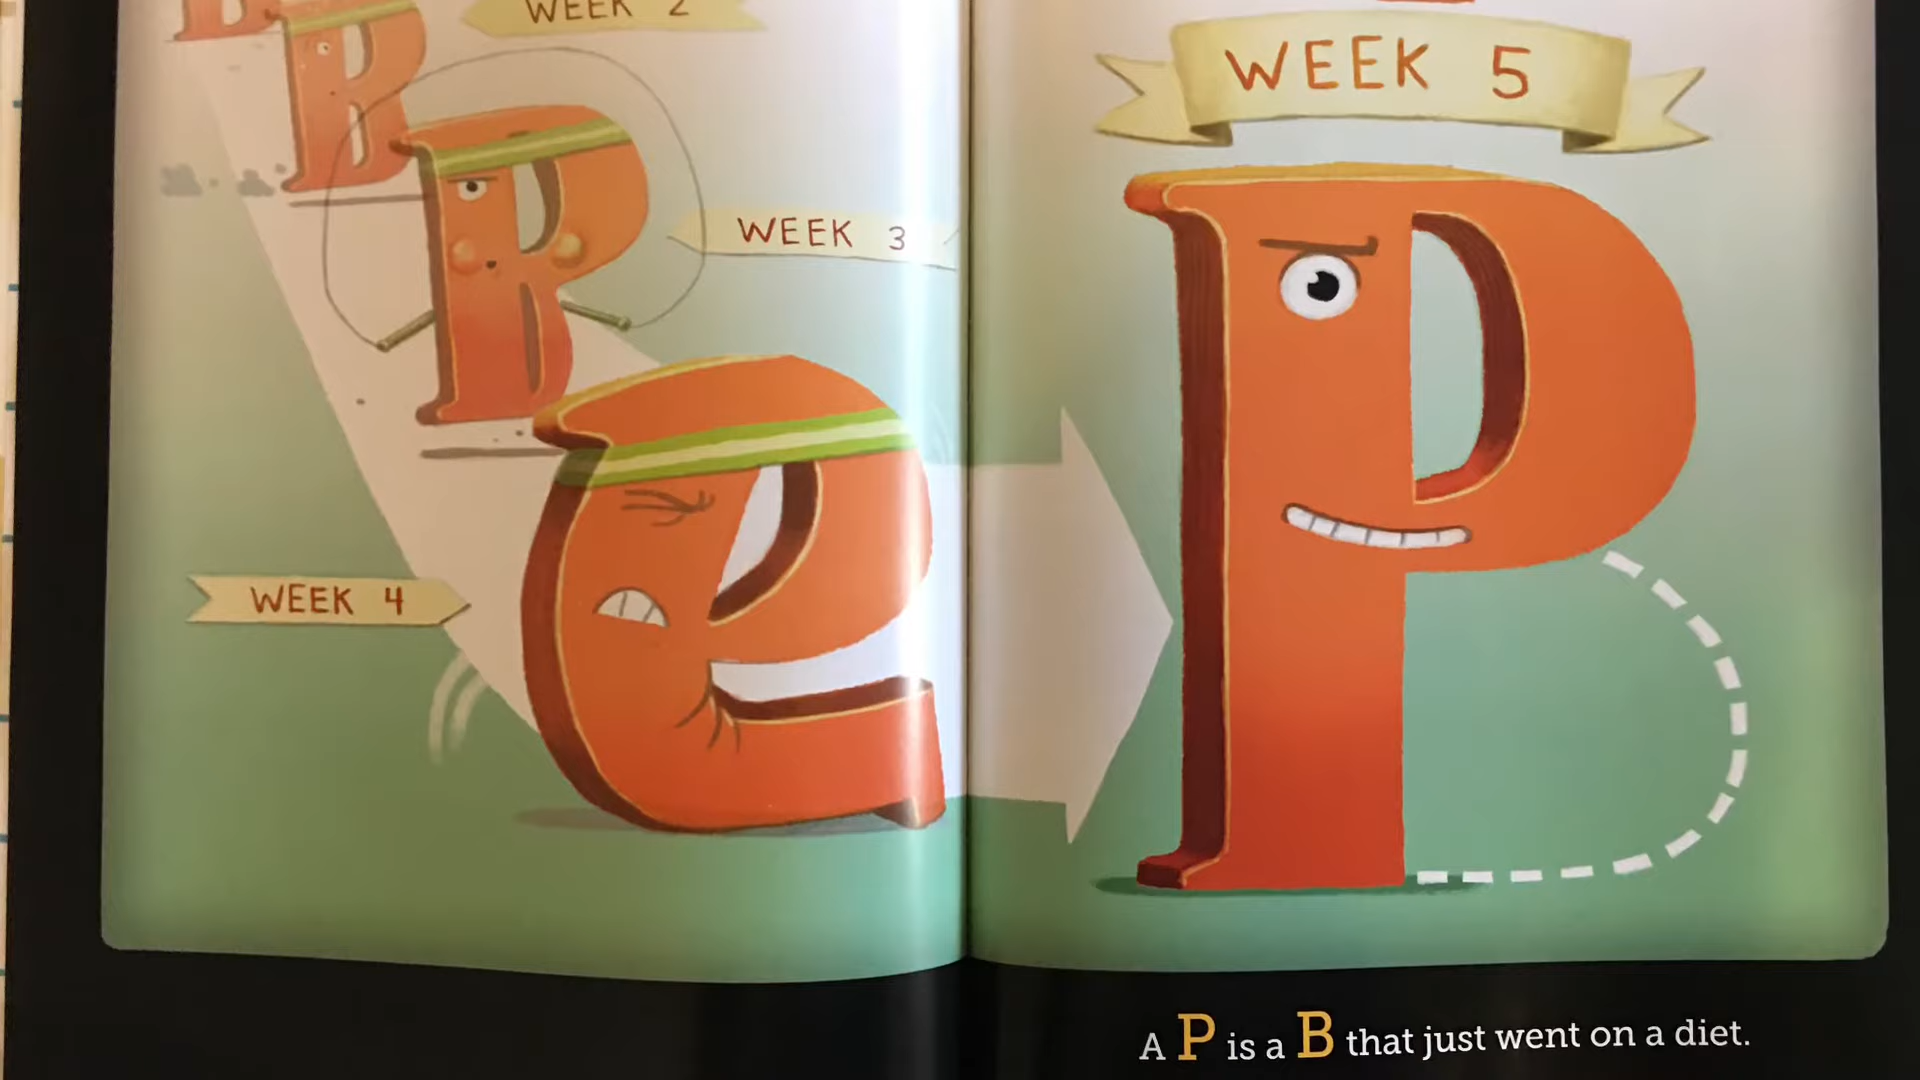 WEEK 2
WEEK 3
WEEK 4
WEEK 5
A P is a B that just went on a diet.